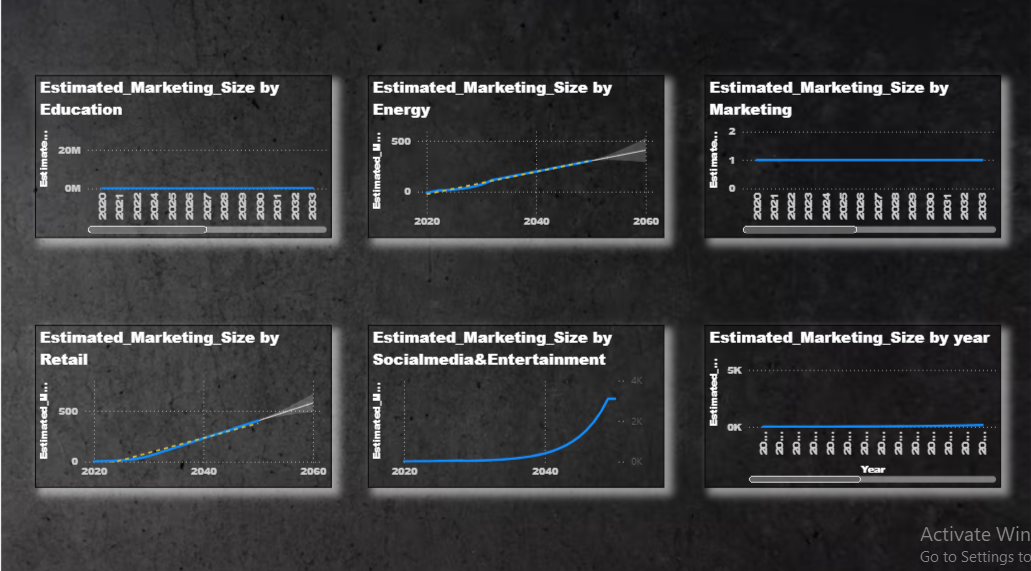 Estimated_Marketing_Size by
Education
Estimate...
20M
0M
2020
2021
2022
2023
2024
2025
2026
2027
2028
2029
2030
2031
2032
2033
Estimated_Marketing_Size by
Energy
Estimated_M...
500
0
2020
2040
2060
Estimated_Marketing_Size by
Marketing
Estimate...
2
1
0
2020
2021
2022
2023
2024
2025
2026
2027
2028
2029
2030
2031
2032
2033
Estimated_Marketing_Size by
Retail
Estimated_M...
500
0
2020
2040
2060
Estimated_Marketing_Size by
Socialmedia&Entertainment
Estimated_M...
4K
2K
0K
2020
2040
Estimated_Marketing_Size by year
Estimated_...
5K
0K
20...
20...
20...
20...
20...
20...
20...
20...
20...
20...
20...
20...
20...
20...
Year
Activate Win
Go to Settings to